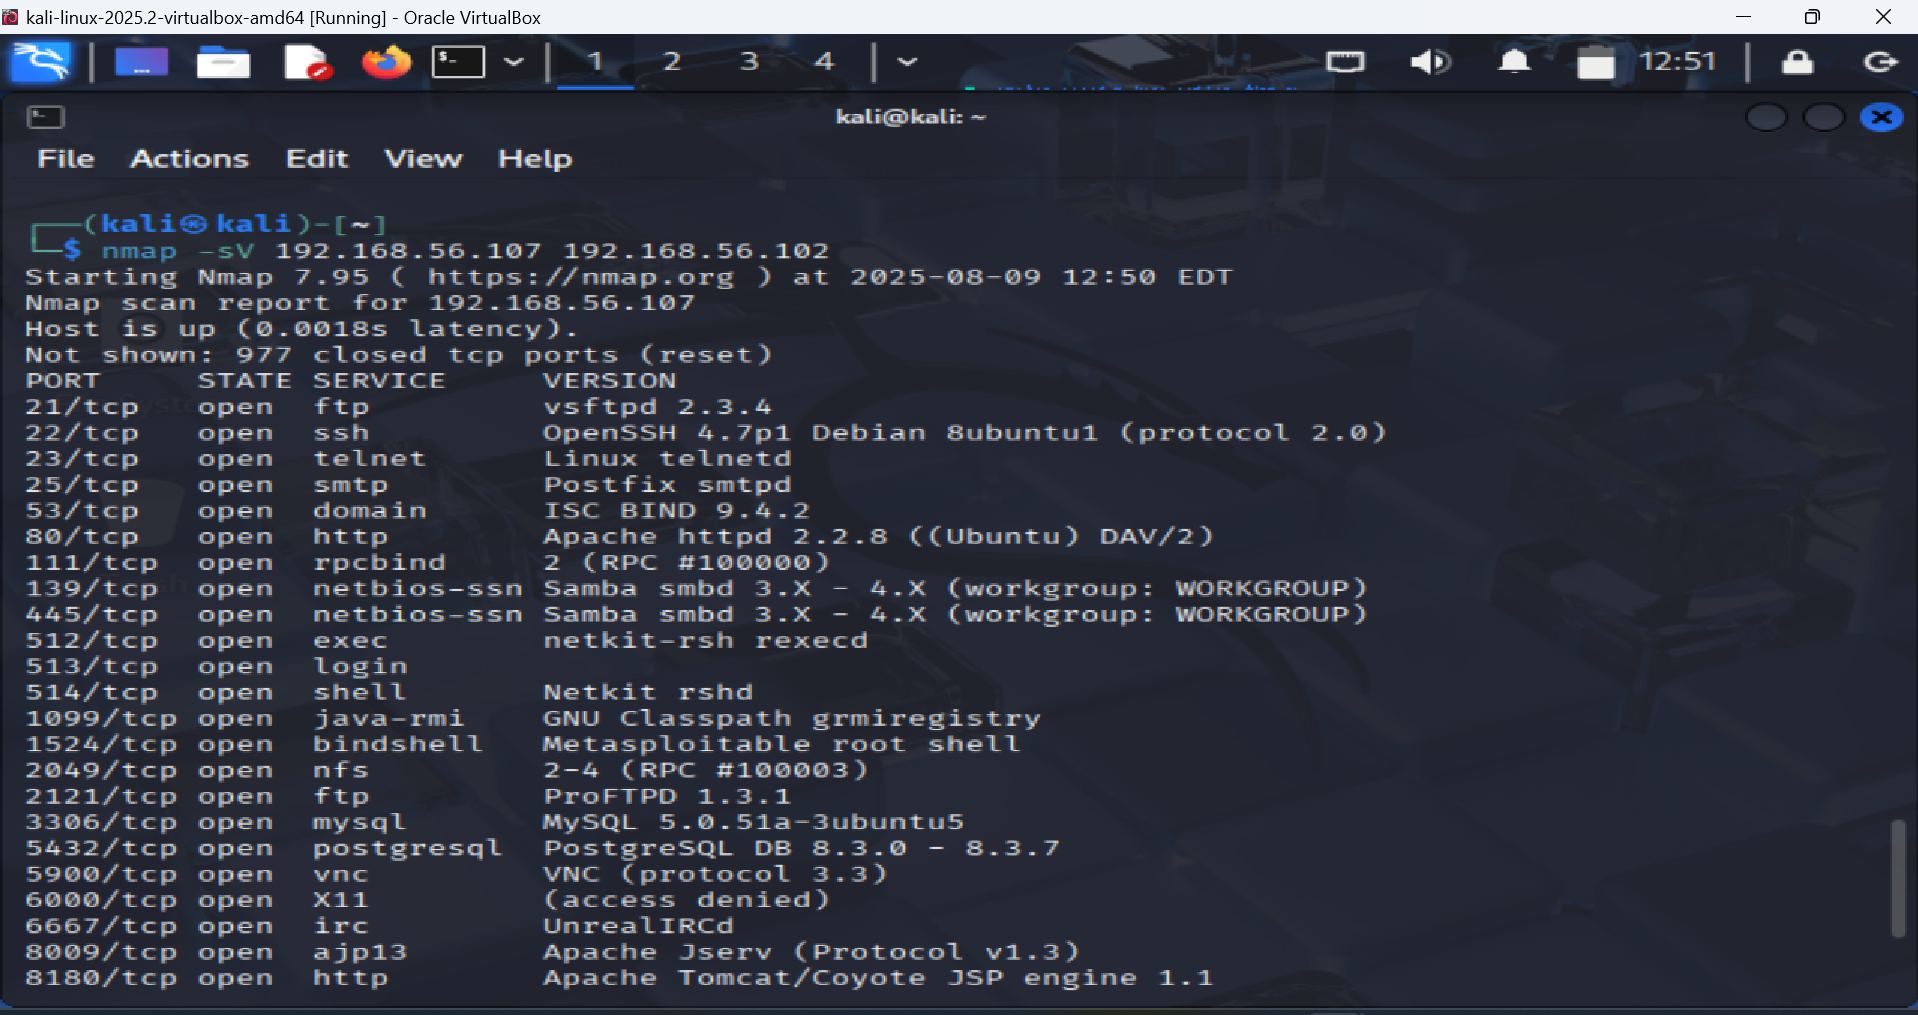 kali-linux-2025.2-virtualbox-amd64 [Running] - Oracle VirtualBox
1 2 3 4 12:51
kali@kali: ~
File Actions Edit View Help
(kali㉿kali)-[~]
$ nmap -sV 192.168.56.107 192.168.56.102
Starting Nmap 7.95 ( https://nmap.org ) at 2025-08-09 12:50 EDT
Nmap scan report for 192.168.56.107
Host is up (0.0018s latency).
Not shown: 977 closed tcp ports (reset)
PORT STATE SERVICE VERSION
21/tcp open ftp vsftpd 2.3.4
22/tcp open ssh OpenSSH 4.7p1 Debian 8ubuntu1 (protocol 2.0)
23/tcp open telnet Linux telnetd
25/tcp open smtp Postfix smtpd
53/tcp open domain ISC BIND 9.4.2
80/tcp open http Apache httpd 2.2.8 ((Ubuntu) DAV/2)
111/tcp open rpcbind 2 (RPC #100000)
139/tcp open netbios-ssn Samba smbd 3.X - 4.X (workgroup: WORKGROUP)
445/tcp open netbios-ssn Samba smbd 3.X - 4.X (workgroup: WORKGROUP)
512/tcp open exec netkit-rsh rexecd
513/tcp open login
514/tcp open shell Netkit rshd
1099/tcp open java-rmi GNU Classpath grmiregistry
1524/tcp open bindshell Metasploitable root shell
2049/tcp open nfs 2-4 (RPC #100003)
2121/tcp open ftp ProFTPD 1.3.1
3306/tcp open mysql MySQL 5.0.51a-3ubuntu5
5432/tcp open postgresql PostgreSQL DB 8.3.0 - 8.3.7
5900/tcp open vnc VNC (protocol 3.3)
6000/tcp open X11 (access denied)
6667/tcp open irc UnrealIRCd
8009/tcp open ajp13 Apache Jserv (Protocol v1.3)
8180/tcp open http Apache Tomcat/Coyote JSP engine 1.1